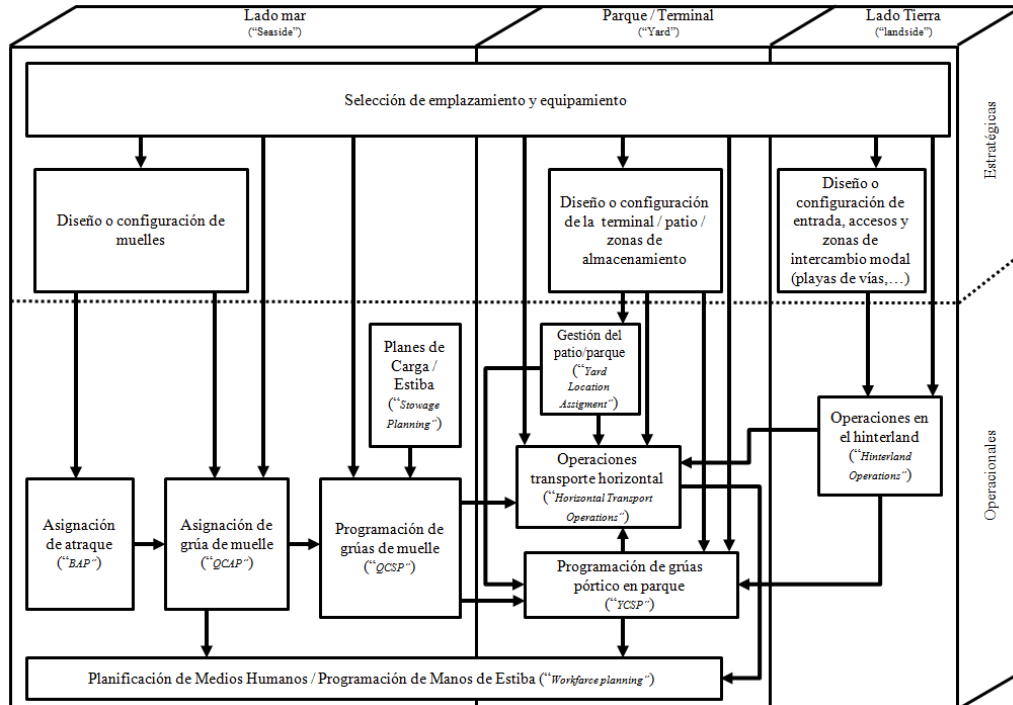 Lado mar
("Seaside")
Parque / Terminal
("Yard")
Lado Tierra
("landside")
Selección de emplazamiento y equipamiento
Estratégicas
Diseño o configuración de
muelles
Diseño o configuración
de la terminal / patio /
zonas de
almacenamiento
Diseño o
configuración de
entrada, accesos y
zonas de
intercambio modal
(playas de vías,…)
Planes de
Carga /
Estiba
("Stowage
Planning")
Gestión del
patio/parque
("Yard
Location
Assigment")
Operaciones en
el hinterland
("Hinterland
Operations")
Operacionales
Operaciones
transporte horizontal
("Horizontal Transport
Operations")
Asignación
de atraque
("BAP")
Asignación de
grúa de muelle
("QCAP")
Programación de
grúas de muelle
("QCSP")
Programación de grúas
pórtico en parque
("YCSP")
Planificación de Medios Humanos / Programación de Manos de Estiba ("Workfarce planning")